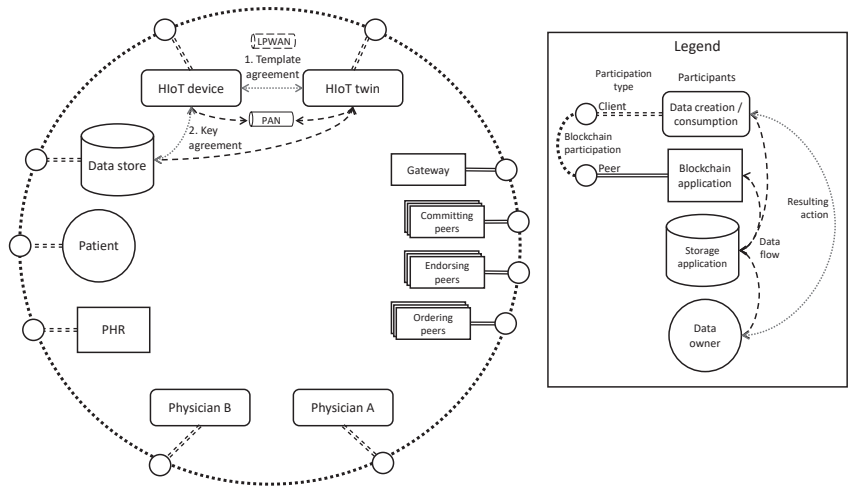 LPWAN
1. Template
agreement
HIoT device
HIoT twin
PAN
2. Key
agreement
Data store
Gateway
Committing
peers
Patient
Endorsing
peers
Ordering
peers
PHR
Physician B
Physician A
Legend
Participation
type
Participants
Client
Data creation /
consumption
Blockchain
participation
Peer
Blockchain
application
Resulting
action
Storage
application
Data
flow
Data
owner